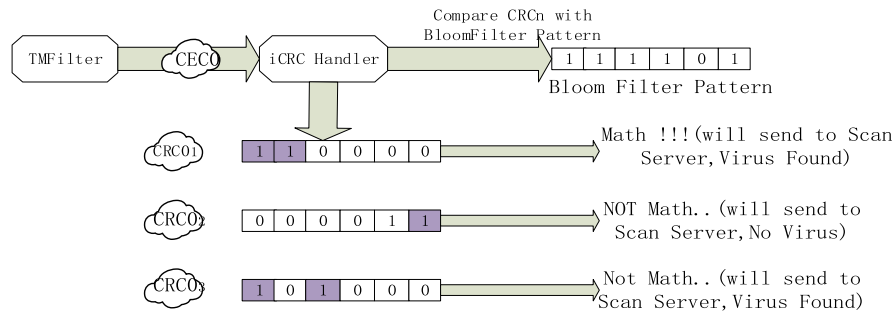 Compare CRCn with
BloomFilter Pattern
TMFilter
CRC0
iCRC Handler
1 1 1 1 0 1
Bloom Filter Pattern
CRC01
1 1 0 0 0 0
Math !!!(will send to Scan
Server,Virus Found)
CRC02
0 0 0 0 1 1
NOT Math..(will send to
Scan Server,No Virus)
CRC03
1 0 1 0 0 0
Not Math..(will send to
Scan Server,Virus Found)